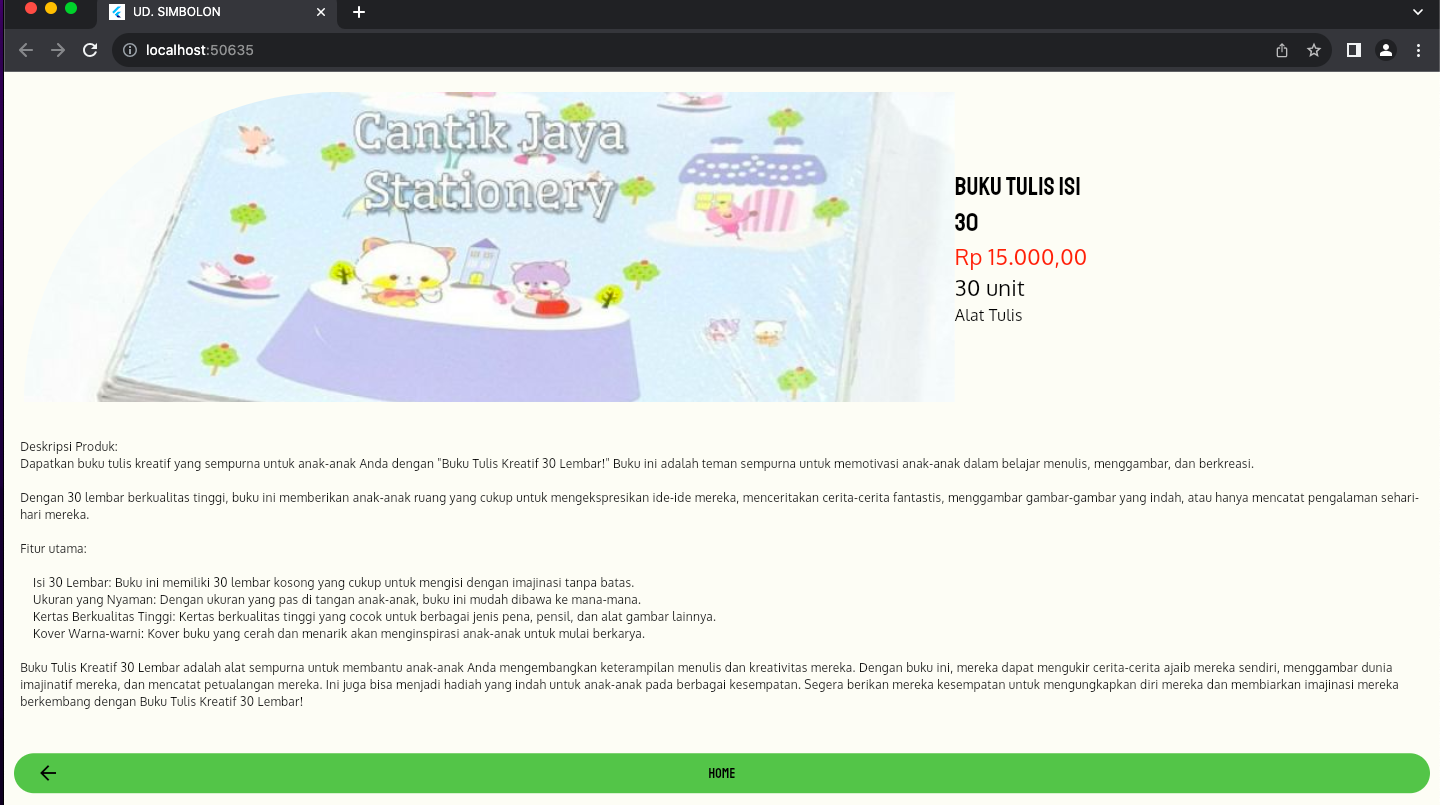 UD. SIMBOLON
localhost:50635
Cantik Jaya
Stationery
BUKU TULIS ISI
30
Rp 15.000,00
30 unit
Alat Tulis
Deskripsi Produk:
Dapatkan buku tulis kreatif yang sempurna untuk anak-anak Anda dengan "Buku Tulis Kreatif 30 Lembar!" Buku ini adalah teman sempurna untuk memotivasi anak-anak dalam belajar menulis, menggambar, dan berkreasi.
Dengan 30 lembar berkualitas tinggi, buku ini memberikan anak-anak ruang yang cukup untuk mengekspresikan ide-ide mereka, menceritakan cerita-cerita fantastis, menggambar gambar-gambar yang indah, atau hanya mencatat pengalaman sehari-
hari mereka.
Fitur utama:
Isi 30 Lembar: Buku ini memiliki 30 lembar kosong yang cukup untuk mengisi dengan imajinasi tanpa batas.
Ukuran yang Nyaman: Dengan ukuran yang pas di tangan anak-anak, buku ini mudah dibawa ke mana-mana.
Kertas Berkualitas Tinggi: Kertas berkualitas tinggi yang cocok untuk berbagai jenis pena, pensil, dan alat gambar lainnya.
Kover Warna-warni: Kover buku yang cerah dan menarik akan menginspirasi anak-anak untuk mulai berkarya.
Buku Tulis Kreatif 30 Lembar adalah alat sempurna untuk membantu anak-anak Anda mengembangkan keterampilan menulis dan kreativitas mereka. Dengan buku ini, mereka dapat mengukir cerita-cerita ajaib mereka sendiri, menggambar dunia
imajinatif mereka, dan mencatat petualangan mereka. Ini juga bisa menjadi hadiah yang indah untuk anak-anak pada berbagai kesempatan. Segera berikan mereka kesempatan untuk mengungkapkan diri mereka dan membiarkan imajinasi mereka
berkembang dengan Buku Tulis Kreatif 30 Lembar!
HOME